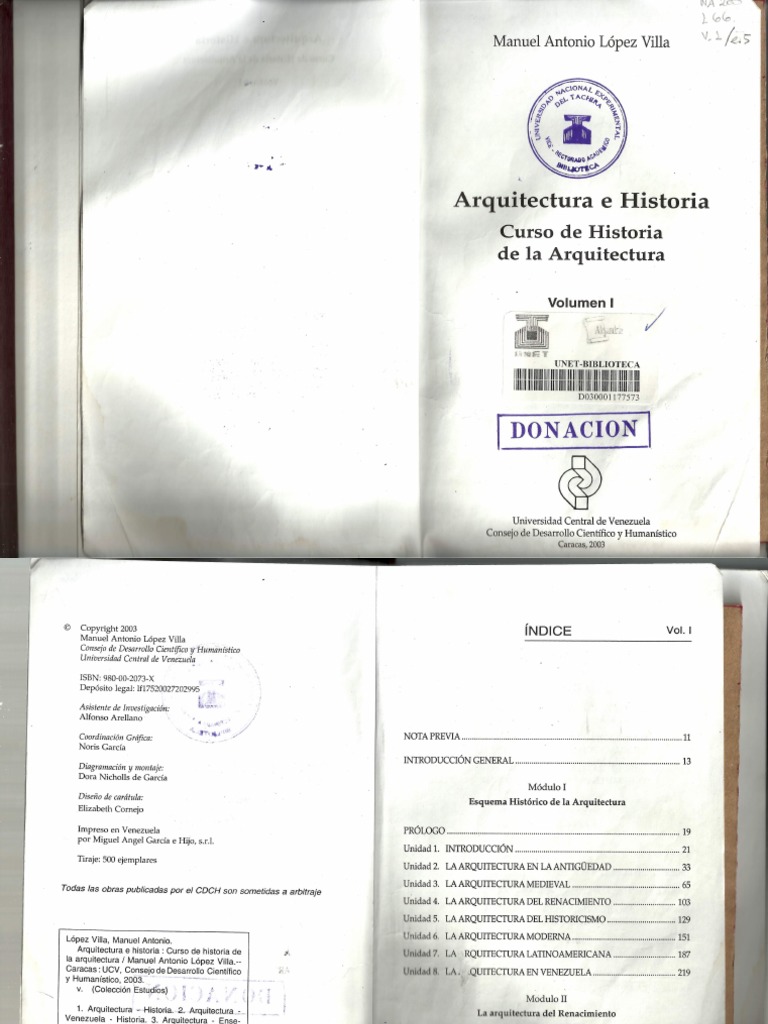 NA 200
L66
V.1/e.5
Manuel Antonio López Villa
UNIVERSIDAD NACIONAL EXPERIMENTAL
DEL TACHIRA
VICE - RECTORADO ACADEMICO
BIBLIOTECA
Arquitectura e Historia
Curso de Historia
de la Arquitectura
Volumen I
UNET
UNET-BIBLIOTECA
D030001177573
DONACION
Universidad Central de Venezuela
Consejo de Desarrollo Científico y Humanístico
Caracas, 2003
© Copyright 2003
Manuel Antonio López Villa
Consejo de Desarrollo Científico y Humanístico
Universidad Central de Venezuela
ISBN: 980-00-2073-X
Depósito legal: lf17520027202995
Asistente de Investigación:
Alfonso Arellano
Coordinación Gráfica:
Noris García
Diagramación y montaje:
Dora Nicholls de García
Diseño de carátula:
Elizabeth Cornejo
Impreso en Venezuela
por Miguel Angel García e Hijo, s.r.l.
Tiraje: 500 ejemplares
Todas las obras publicadas por el CDCH son sometidas a arbitraje
López Villa, Manuel Antonio.
Arquitectura e historia : Curso de historia de
la arquitectura / Manuel Antonio López Villa.--
Caracas : UCV, Consejo de Desarrollo Científico
y Humanístico, 2003.
v. (Colección Estudios)
1. Arquitectura - Historia. 2. Arquitectura -
Venezuela - Historia. 3. Arquitectura - Ense-
ÍNDICE Vol. I
NOTA PREVIA 11
INTRODUCCIÓN GENERAL 13
Módulo I
Esquema Histórico de la Arquitectura
PRÓLOGO 19
Unidad 1. INTRODUCCIÓN 21
Unidad 2. LA ARQUITECTURA EN LA ANTIGÜEDAD 33
Unidad 3. LA ARQUITECTURA MEDIEVAL 65
Unidad 4. LA ARQUITECTURA DEL RENACIMIENTO 103
Unidad 5. LA ARQUITECTURA DEL HISTORICISMO 129
Unidad 6. LA ARQUITECTURA MODERNA 151
Unidad 7. LA RQUITECTURA LATINOAMERICANA 187
Unidad 8. LA QUITECTURA EN VENEZUELA 219
Modulo II
La arquitectura del Renacimiento